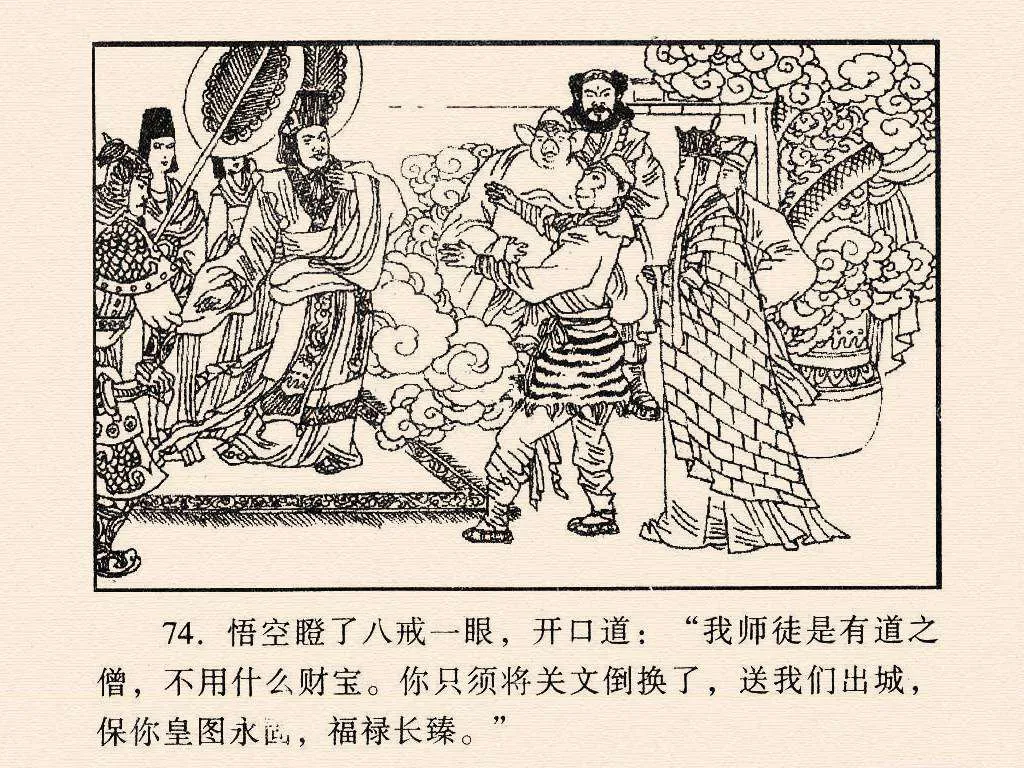 74. 悟空瞪了八戒一眼，开口道：“我师徒是有道之
僧，不用什么财宝。你只须将关文倒换了，送我们出城，
保你皇图永固，福禄长臻。”